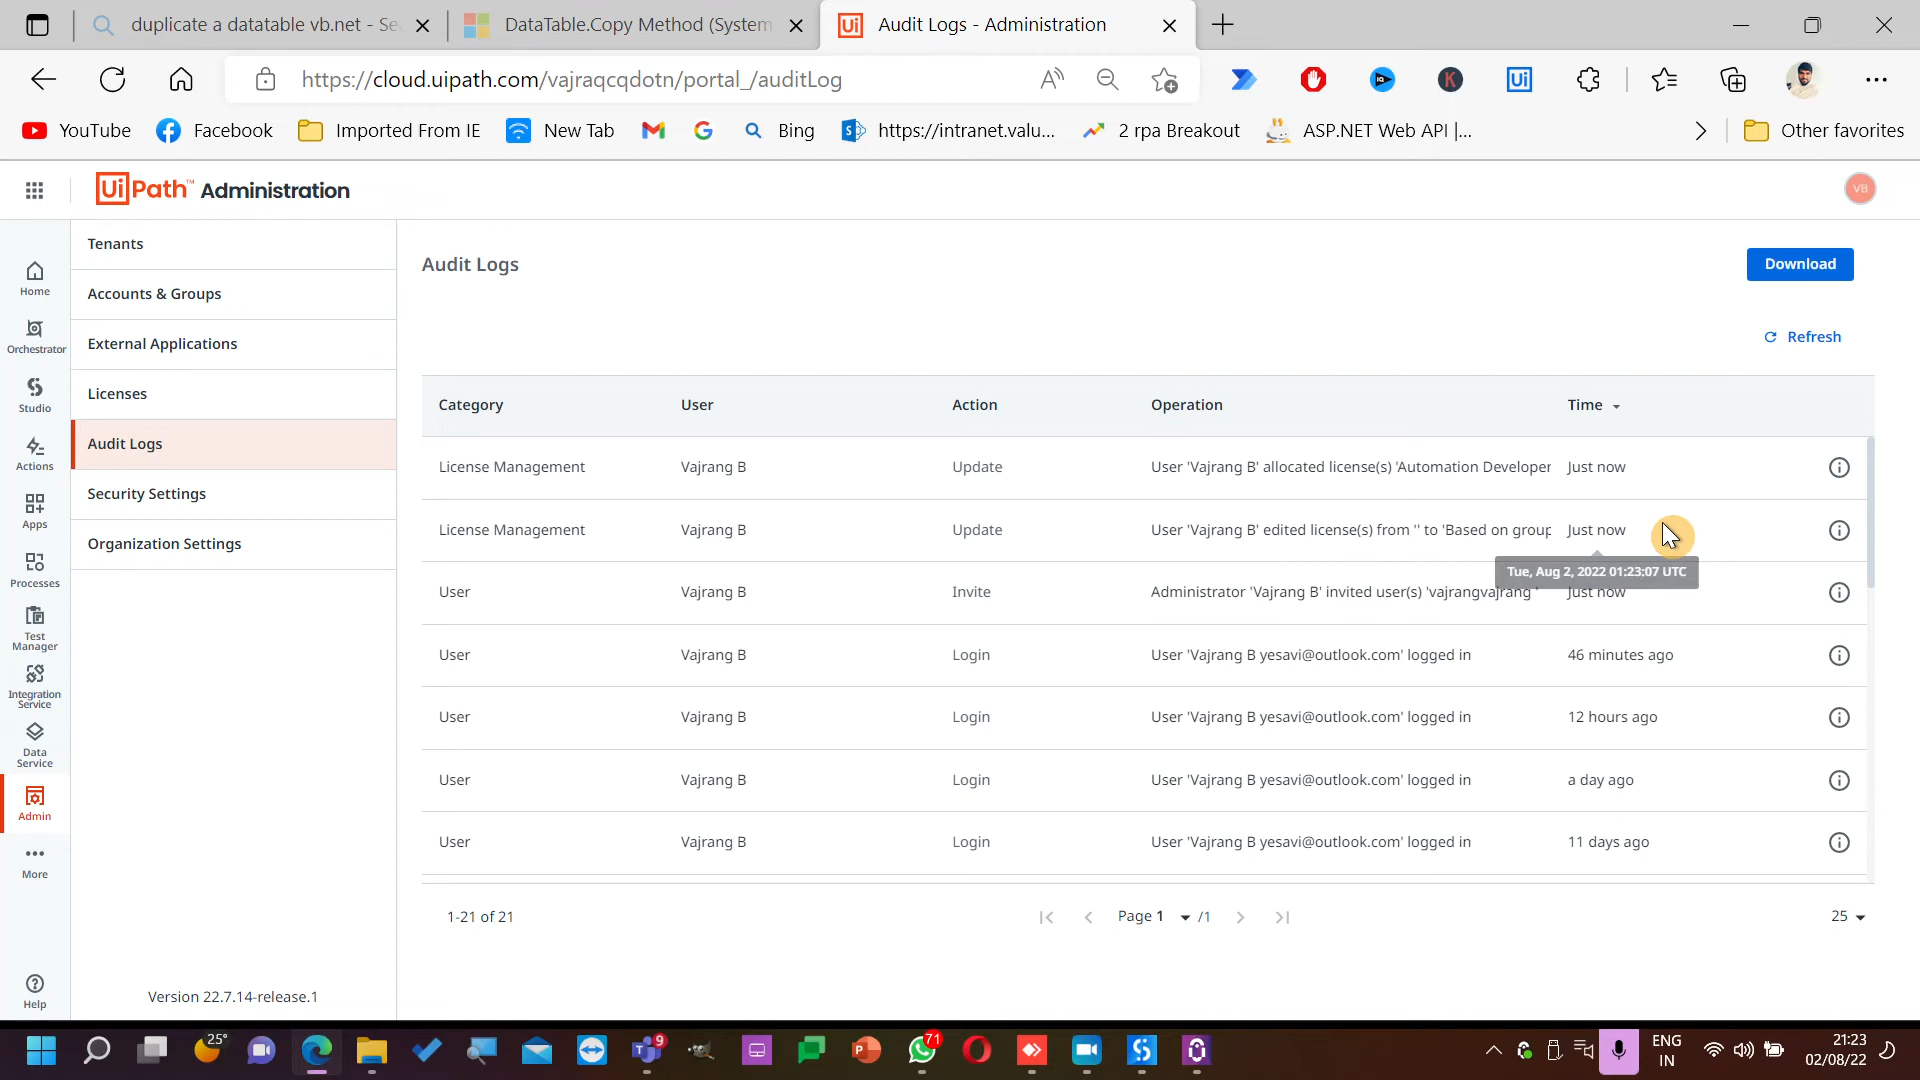 duplicate a datatable vb.net - Se
DataTable.Copy Method (System
Audit Logs - Administration
https://cloud.uipath.com/vajraqcqdotn/portal_/auditLog
YouTube
Facebook
Imported From IE
New Tab
Bing
https://intranet.valu...
2 rpa Breakout
ASP.NET Web API |...
Other favorites
UiPath™ Administration
VB
Home
Orchestrator
Studio
Actions
Apps
Processes
Test
Manager
Integration
Service
Data
Service
Admin
More
Help
Tenants
Accounts & Groups
External Applications
Licenses
Audit Logs
Security Settings
Organization Settings
Version 22.7.14-release.1
Audit Logs
Download
Refresh
Category User Action Operation Time
License Management Vajrang B Update User 'Vajrang B' allocated license(s) 'Automation Developer Just now
License Management Vajrang B Update User 'Vajrang B' edited license(s) from '' to 'Based on group Just now
Tue, Aug 2, 2022 01:23:07 UTC
User Vajrang B Invite Administrator 'Vajrang B' invited user(s) 'vajrangvajrang ' Just now
User Vajrang B Login User 'Vajrang B yesavi@outlook.com' logged in 46 minutes ago
User Vajrang B Login User 'Vajrang B yesavi@outlook.com' logged in 12 hours ago
User Vajrang B Login User 'Vajrang B yesavi@outlook.com' logged in a day ago
User Vajrang B Login User 'Vajrang B yesavi@outlook.com' logged in 11 days ago
1-21 of 21
Page 1 /1
25
25°
9
71
ENG
IN
21:23
02/08/22